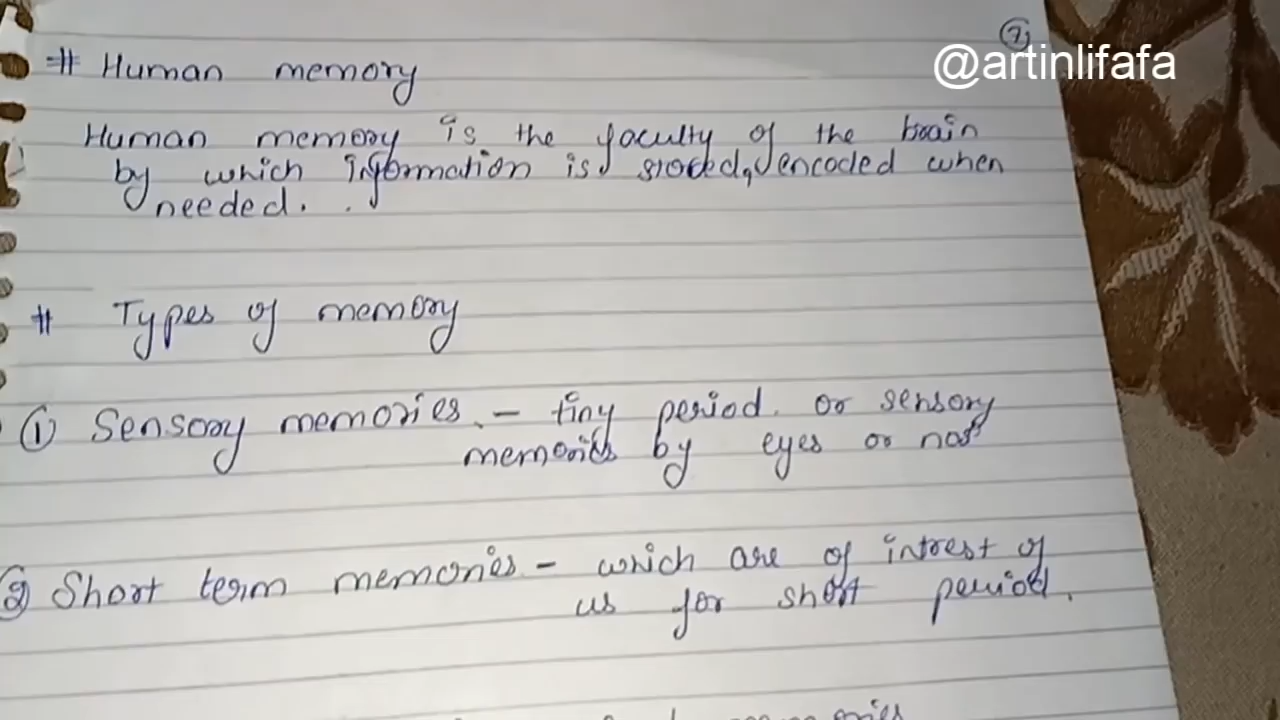 7
@artinlifafa
# Human memory
Human memory is the faculty of the brain
by which information is stored, encoded when
needed.
# Types of memory
① Sensory memories - tiny period. or sensory
memories by eyes or
② Short term memories - which are of intrest of
us for short period.